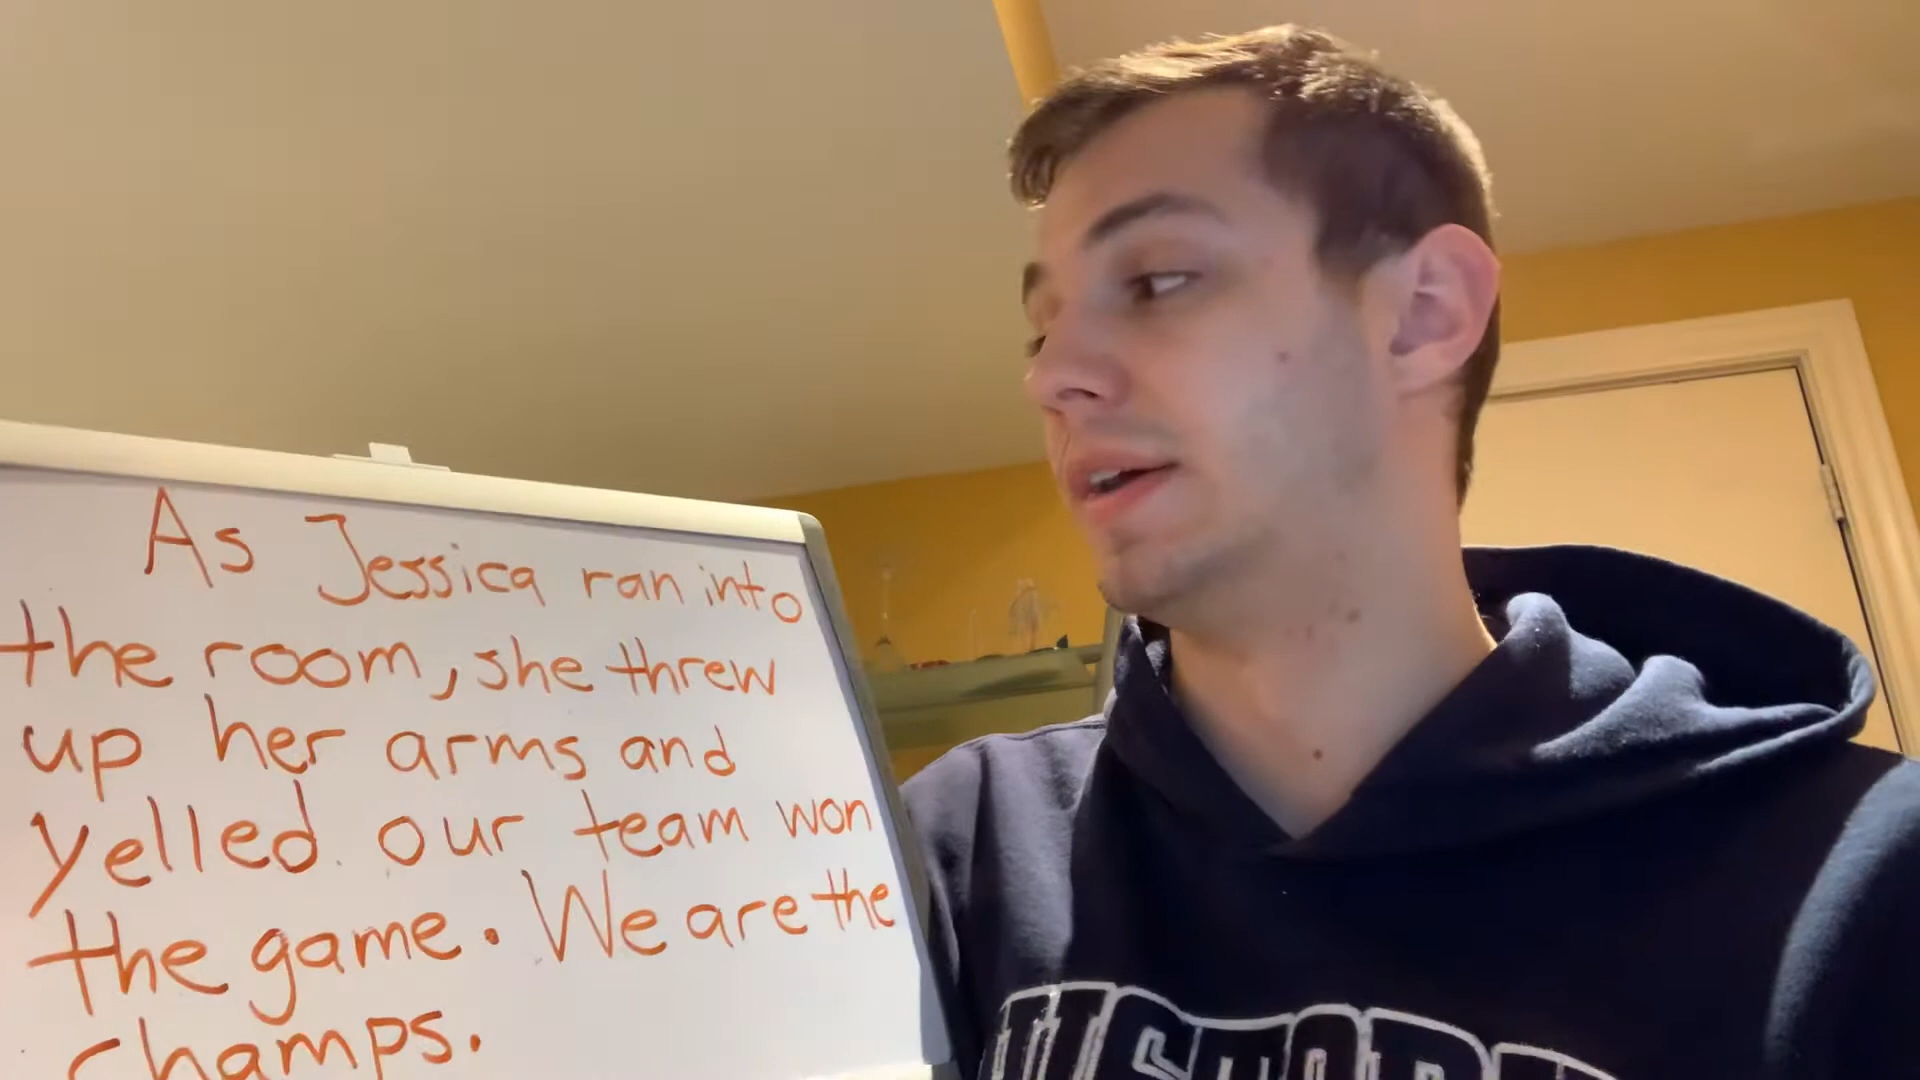 As Jessica ran into
the room, she threw
up her arms and
yelled our team won
the game. We are the
champs.